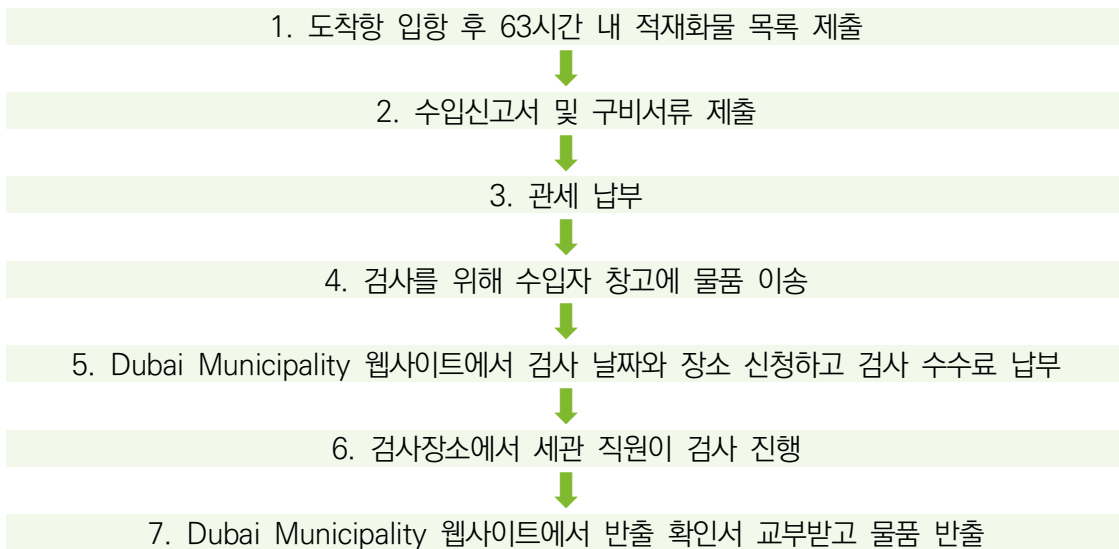 1. 도착항 입항 후 63시간 내 적재화물 목록 제출
2. 수입신고서 및 구비서류 제출
3. 관세 납부
4. 검사를 위해 수입자 창고에 물품 이송
5. Dubai Municipality 웹사이트에서 검사 날짜와 장소 신청하고 검사 수수료 납부
6. 검사장소에서 세관 직원이 검사 진행
7. Dubai Municipality 웹사이트에서 반출 확인서 교부받고 물품 반출